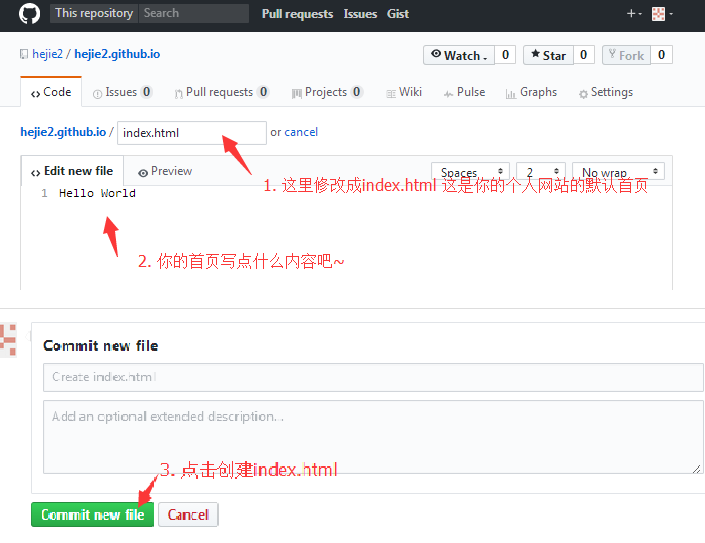 This repository Search Pull requests Issues Gist
hejie2 / hejie2.github.io Watch 0 Star 0 Fork 0
Code Issues 0 Pull requests 0 Projects 0 Wiki Pulse Graphs Settings
hejie2.github.io / index.html or cancel
Edit new file Preview Spaces 2 No wrap
1. 这里修改成index.html 这是你的个人网站的默认首页
1 Hello World
2. 你的首页写点什么内容吧~
Commit new file
Create index.html
Add an optional extended description...
3. 点击创建index.html
Commit new file Cancel